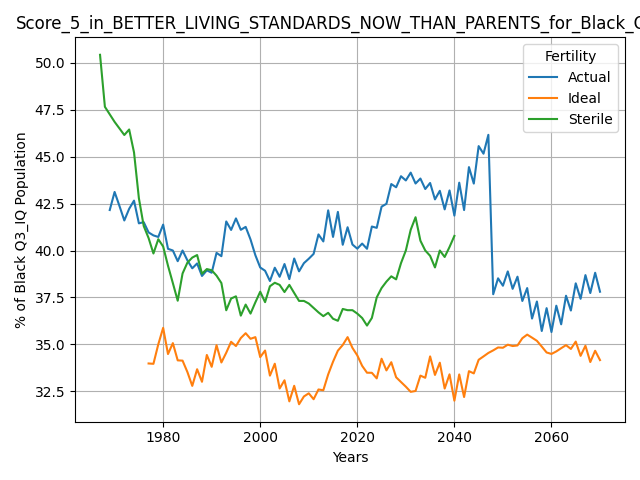 Score_5_in_BETTER_LIVING_STANDARDS_NOW_THAN_PARENTS_for_Black_
Fertility
Actual
Ideal
Sterile
50.0
47.5
45.0
42.5
40.0
37.5
35.0
32.5
% of Black Q3_IQ Population
1980
2000
2020
2040
2060
Years